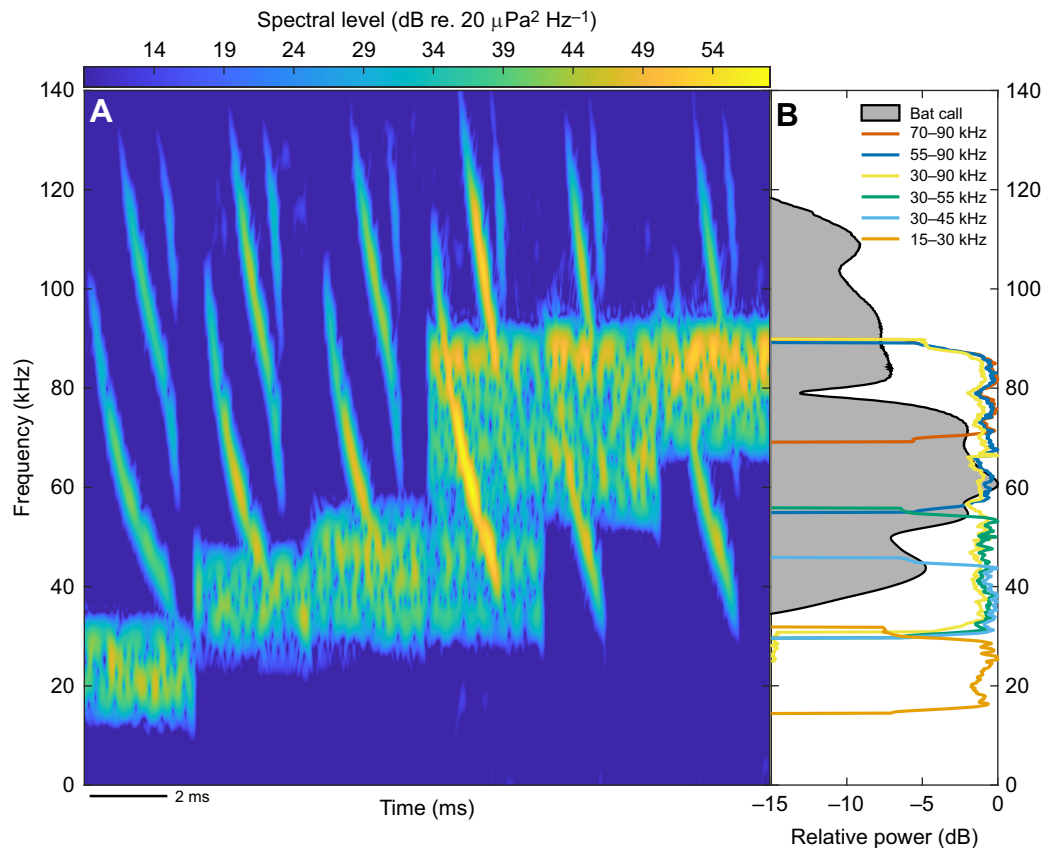 Spectral level (dB re. 20 μPa² Hz⁻¹)
14 19 24 29 34 39 44 49 54
A
B
140
120
100
80
60
40
20
0
Frequency (kHz)
2 ms
Time (ms)
Bat call
70–90 kHz
55–90 kHz
30–90 kHz
30–55 kHz
30–45 kHz
15–30 kHz
140
120
100
80
60
40
20
0
–15 –10 –5 0
Relative power (dB)